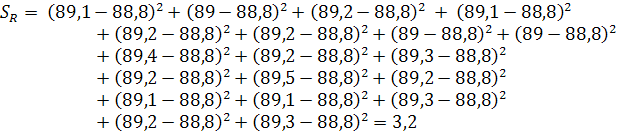 S_R = (89,1 − 88,8)² + (89 − 88,8)² + (89,2 − 88,8)² + (89,1 − 88,8)²
+ (89,2 − 88,8)² + (89,2 − 88,8)² + (89 − 88,8)² + (89 − 88,8)²
+ (89,4 − 88,8)² + (89,2 − 88,8)² + (89,3 − 88,8)²
+ (89,2 − 88,8)² + (89,5 − 88,8)² + (89,2 − 88,8)²
+ (89,1 − 88,8)² + (89,1 − 88,8)² + (89,3 − 88,8)²
+ (89,2 − 88,8)² + (89,3 − 88,8)² = 3,2